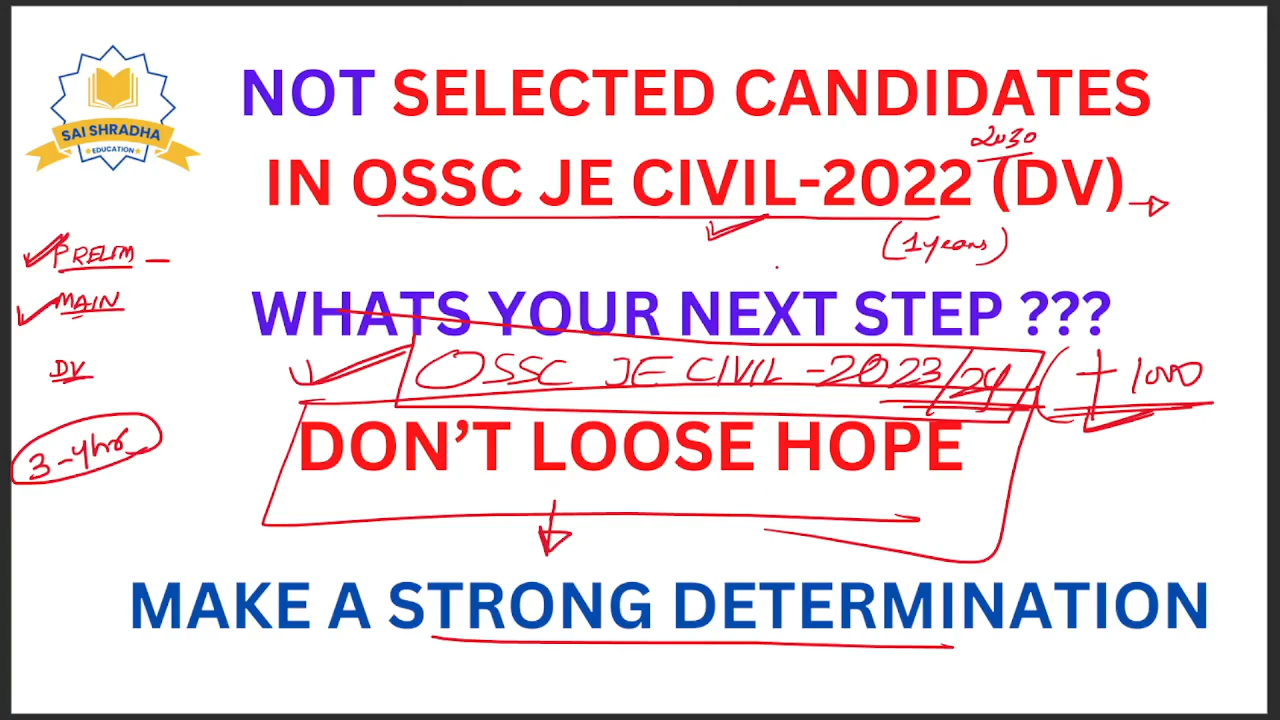 SAI SHRADHA
EDUCATION
NOT SELECTED CANDIDATES
2030
IN OSSC JE CIVIL-2022 (DV)
(1 years)
PRELIM
MAIN
DV
3-4hr
WHATS YOUR NEXT STEP ???
OSSC JE CIVIL -2023/24 (+1000
DON'T LOOSE HOPE
MAKE A STRONG DETERMINATION